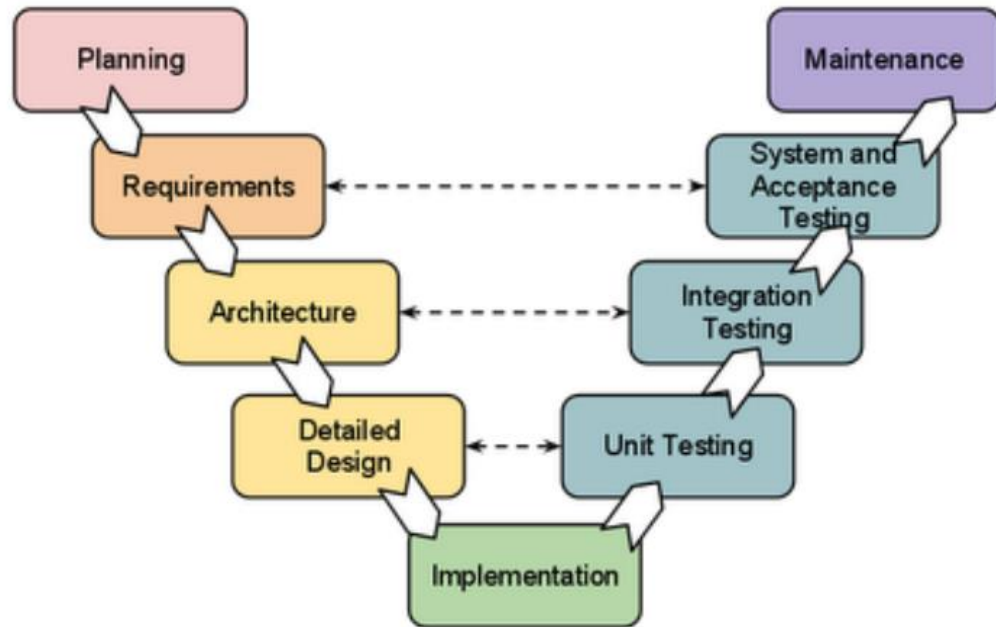 Planning
Maintenance
Requirements
System and
Acceptance
Testing
Architecture
Integration
Testing
Detailed
Design
Unit Testing
Implementation